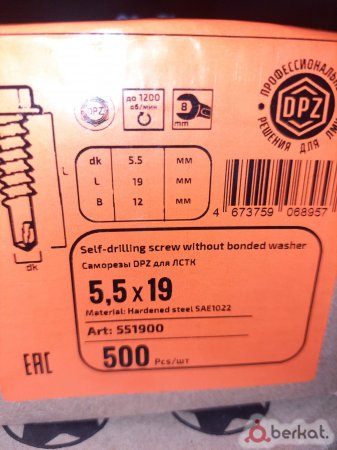 до 1200
об/мин
8
mm
ПРОФЕССИОНАЛЬНЫЕ
DPZ
РЕШЕНИЯ ДЛЯ
DPZ
dk 5.5 мм
L 19 мм
B 12 мм
L
dk
4 673759 068957
Self-drilling screw without bonded washer
Саморезы DPZ для ЛСТК
5,5 x 19
Material: Hardened steel SAE1022
Art: 551900
500 Pcs/шт
EAC
berkat.